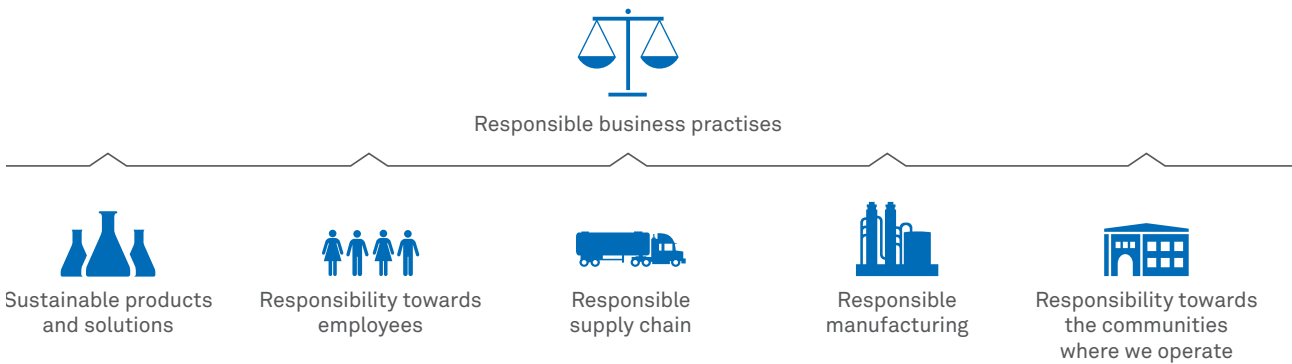 Responsible business practises
Sustainable products
and solutions
Responsibility towards
employees
Responsible
supply chain
Responsible
manufacturing
Responsibility towards
the communities
where we operate